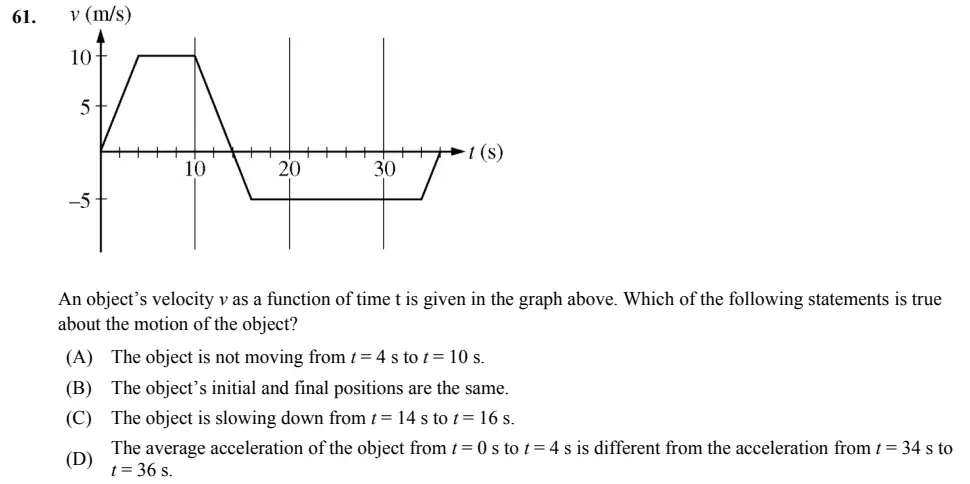 61.
v (m/s)
10
5
t (s)
10
20
30
–5
An object’s velocity v as a function of time t is given in the graph above. Which of the following statements is true
about the motion of the object?
(A) The object is not moving from t = 4 s to t = 10 s.
(B) The object’s initial and final positions are the same.
(C) The object is slowing down from t = 14 s to t = 16 s.
(D) The average acceleration of the object from t = 0 s to t = 4 s is different from the acceleration from t = 34 s to
t = 36 s.